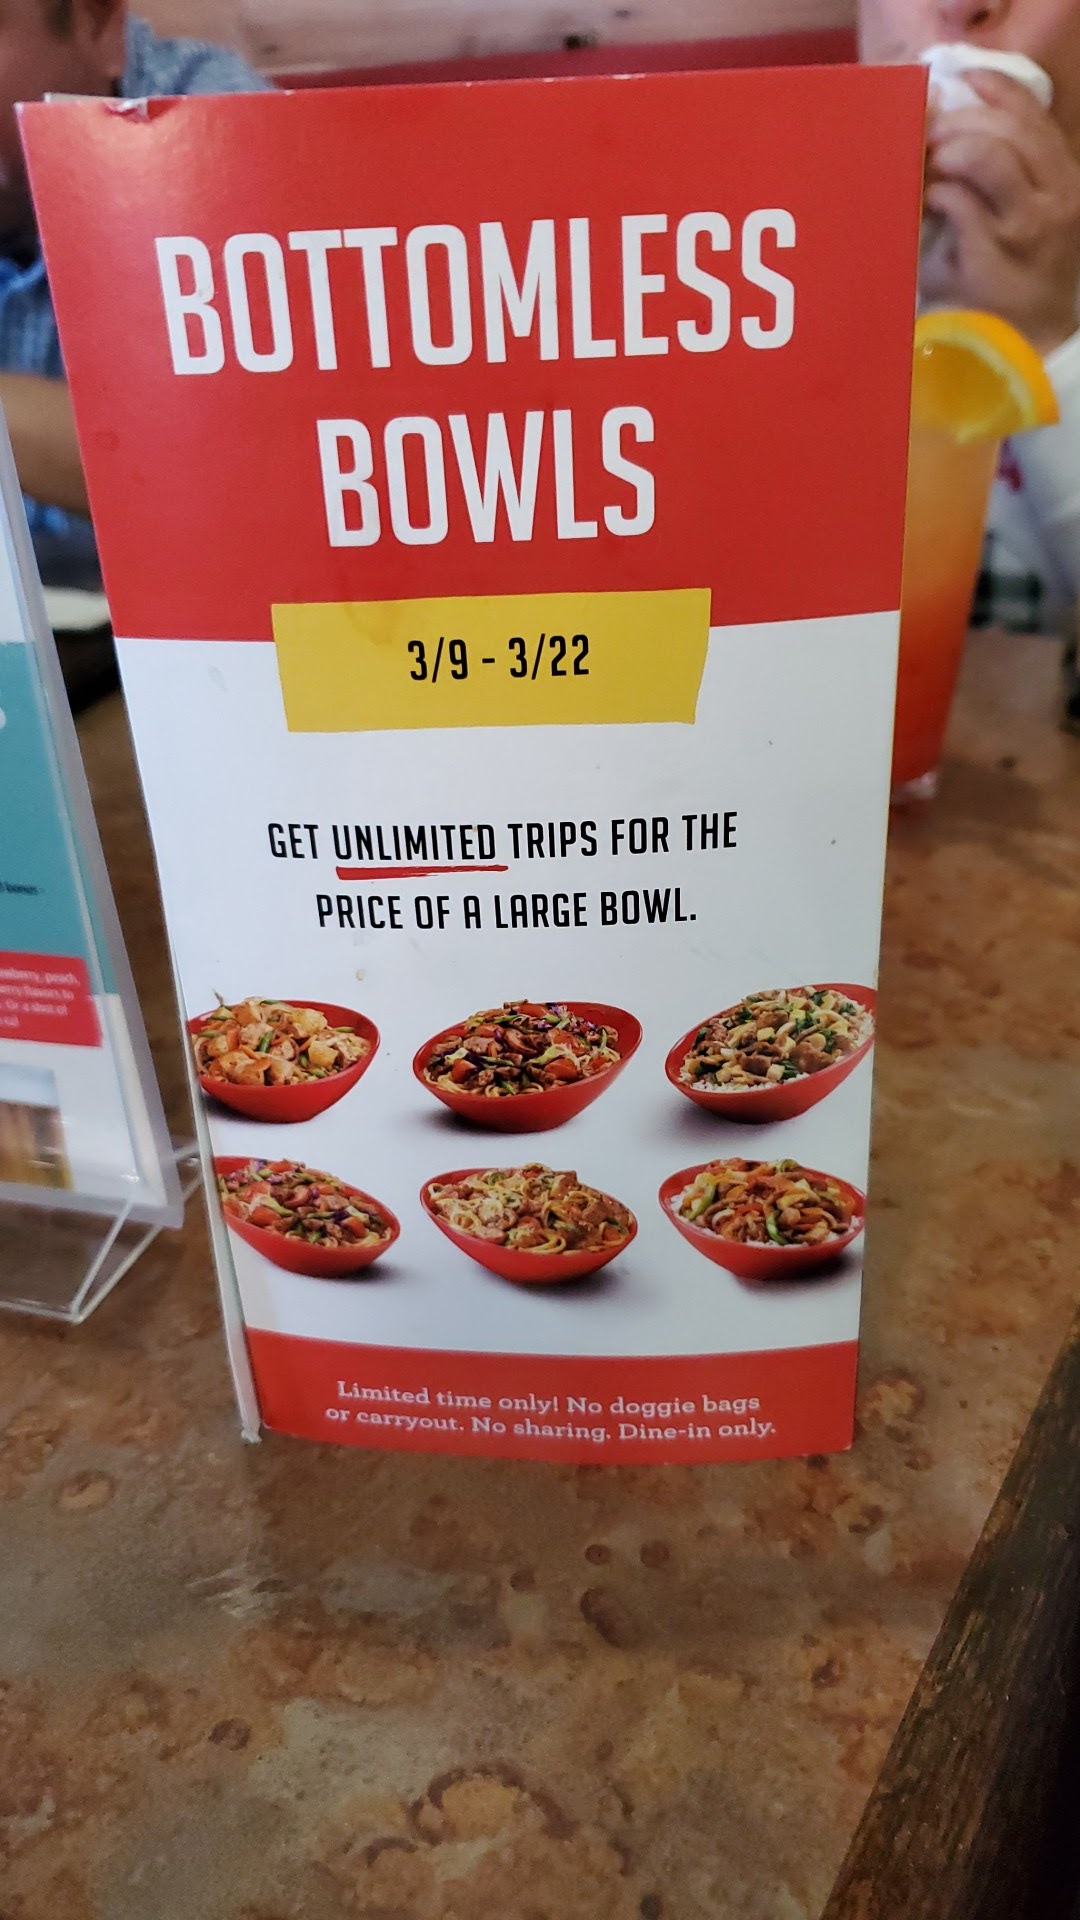 BOTTOMLESS
BOWLS
3/9 - 3/22
GET UNLIMITED TRIPS FOR THE
PRICE OF A LARGE BOWL.
Limited time only! No doggie bags
or carryout. No sharing. Dine-in only.
peach,